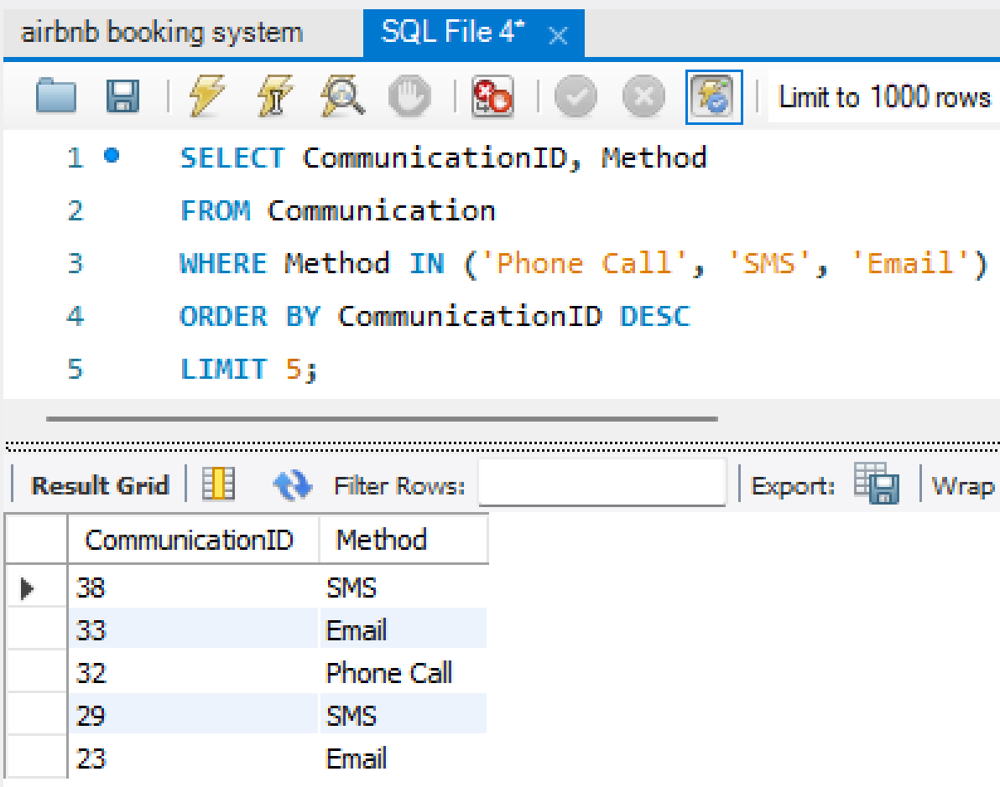 airbnb booking system SQL File 4*
Limit to 1000 rows
1 SELECT CommunicationID, Method
2 FROM Communication
3 WHERE Method IN ('Phone Call', 'SMS', 'Email')
4 ORDER BY CommunicationID DESC
5 LIMIT 5;
Result Grid Filter Rows: Export: Wrap
CommunicationID Method
38 SMS
33 Email
32 Phone Call
29 SMS
23 Email